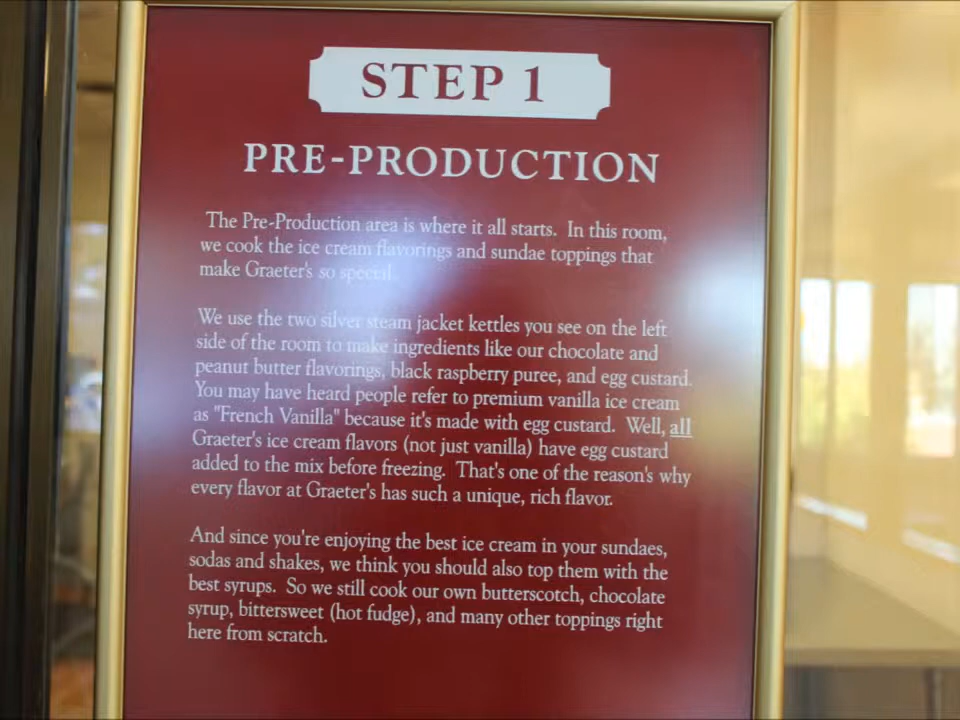 STEP 1
PRE-PRODUCTION
The Pre-Production area is where it all starts. In this room,
we cook the ice cream flavorings and sundae toppings that
make Graeter's so special.
We use the two silver steam jacket kettles you see on the left
side of the room to make ingredients like our chocolate and
peanut butter flavorings, black raspberry puree, and egg custard.
You may have heard people refer to premium vanilla ice cream
as "French Vanilla" because it's made with egg custard. Well, all
Graeter's ice cream flavors (not just vanilla) have egg custard
added to the mix before freezing. That's one of the reason's why
every flavor at Graeter's has such a unique, rich flavor.
And since you're enjoying the best ice cream in your sundaes,
sodas and shakes, we think you should also top them with the
best syrups. So we still cook our own butterscotch, chocolate
syrup, bittersweet (hot fudge), and many other toppings right
here from scratch.